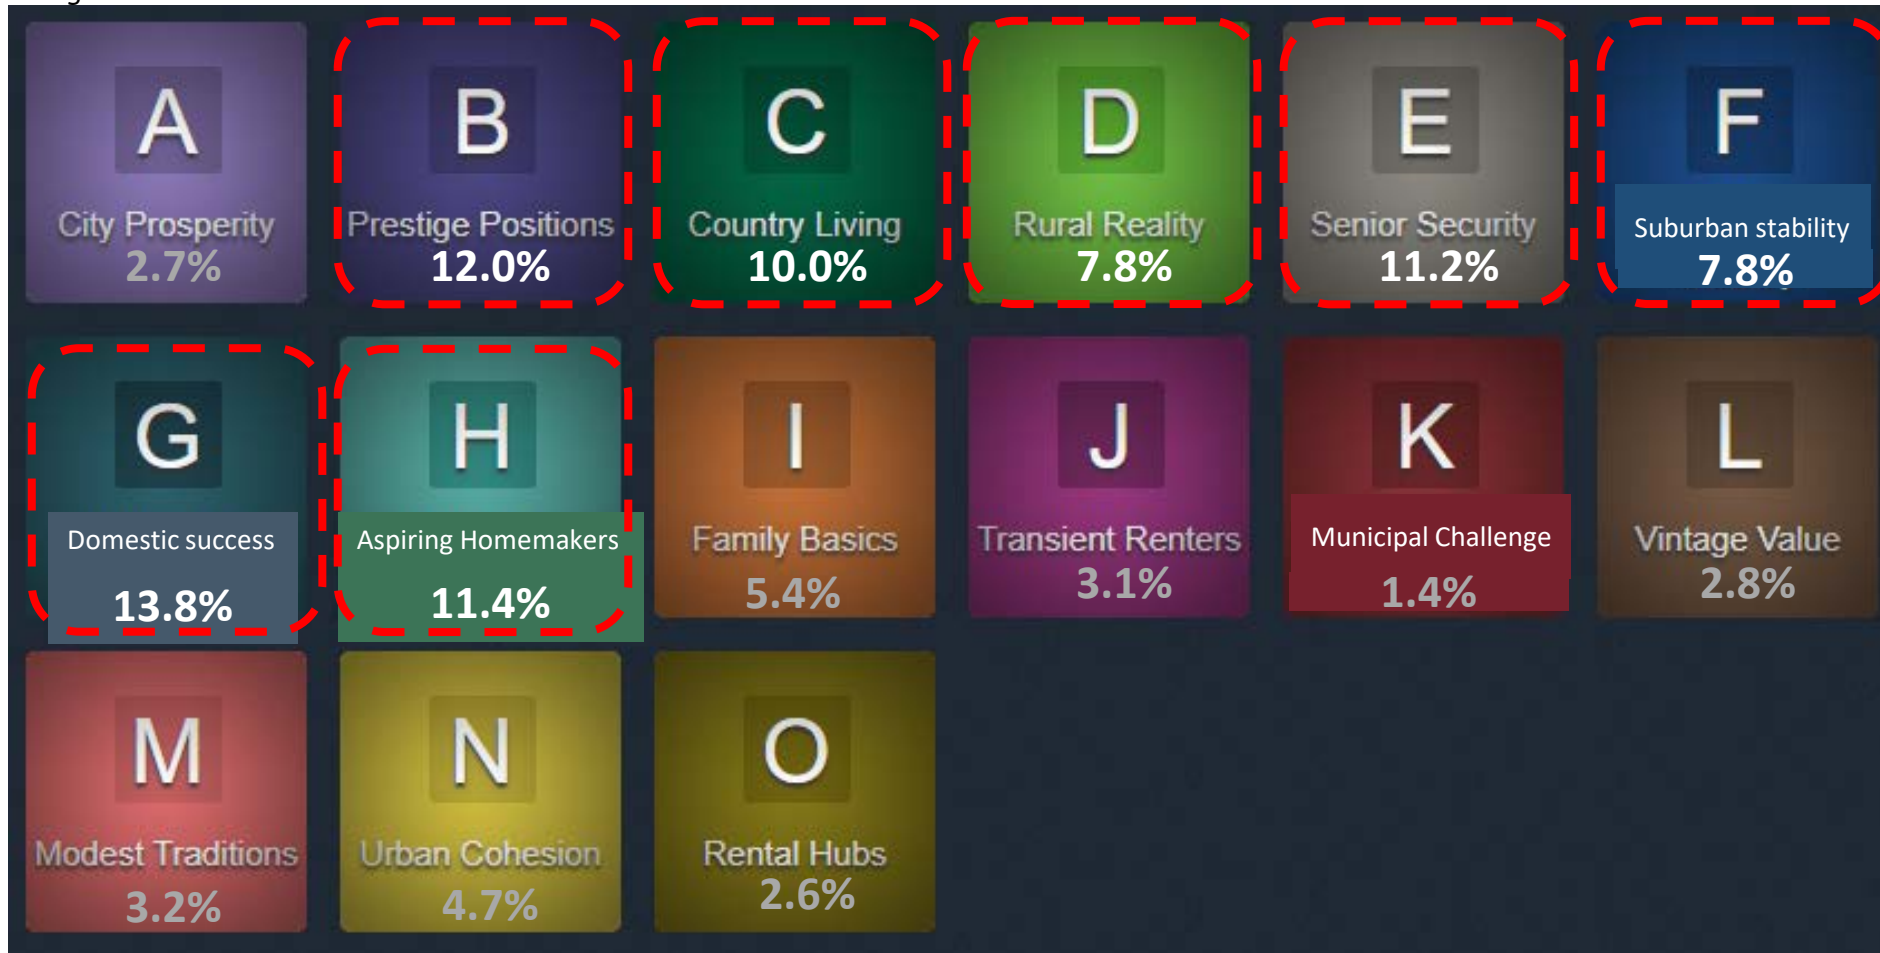 A
City Prosperity
2.7%
B
Prestige Positions
12.0%
C
Country Living
10.0%
D
Rural Reality
7.8%
E
Senior Security
11.2%
F
Suburban stability
7.8%
G
Domestic success
13.8%
H
Aspiring Homemakers
11.4%
I
Family Basics
5.4%
J
Transient Renters
3.1%
K
Municipal Challenge
1.4%
L
Vintage Value
2.8%
M
Modest Traditions
3.2%
N
Urban Cohesion
4.7%
O
Rental Hubs
2.6%